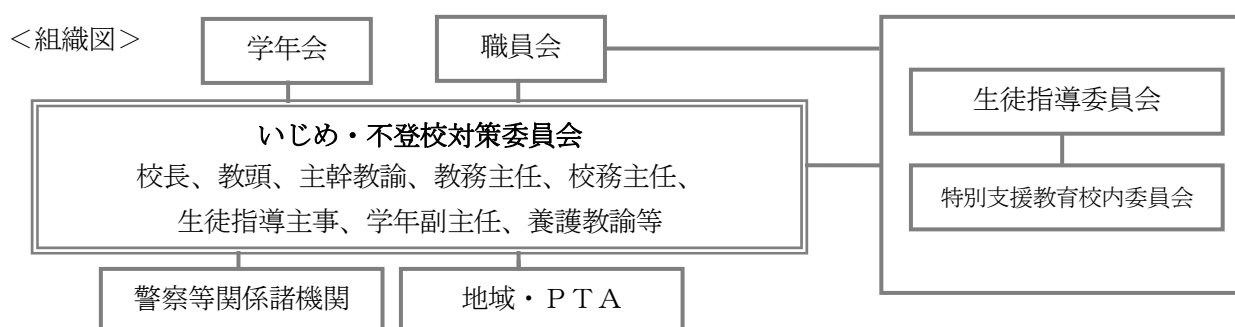 ＜組織図＞
学年会
職員会
いじめ・不登校対策委員会
校長、教頭、主幹教諭、教務主任、校務主任、
生徒指導主事、学年副主任、養護教諭等
生徒指導委員会
特別支援教育校内委員会
警察等関係諸機関
地域・ＰＴＡ